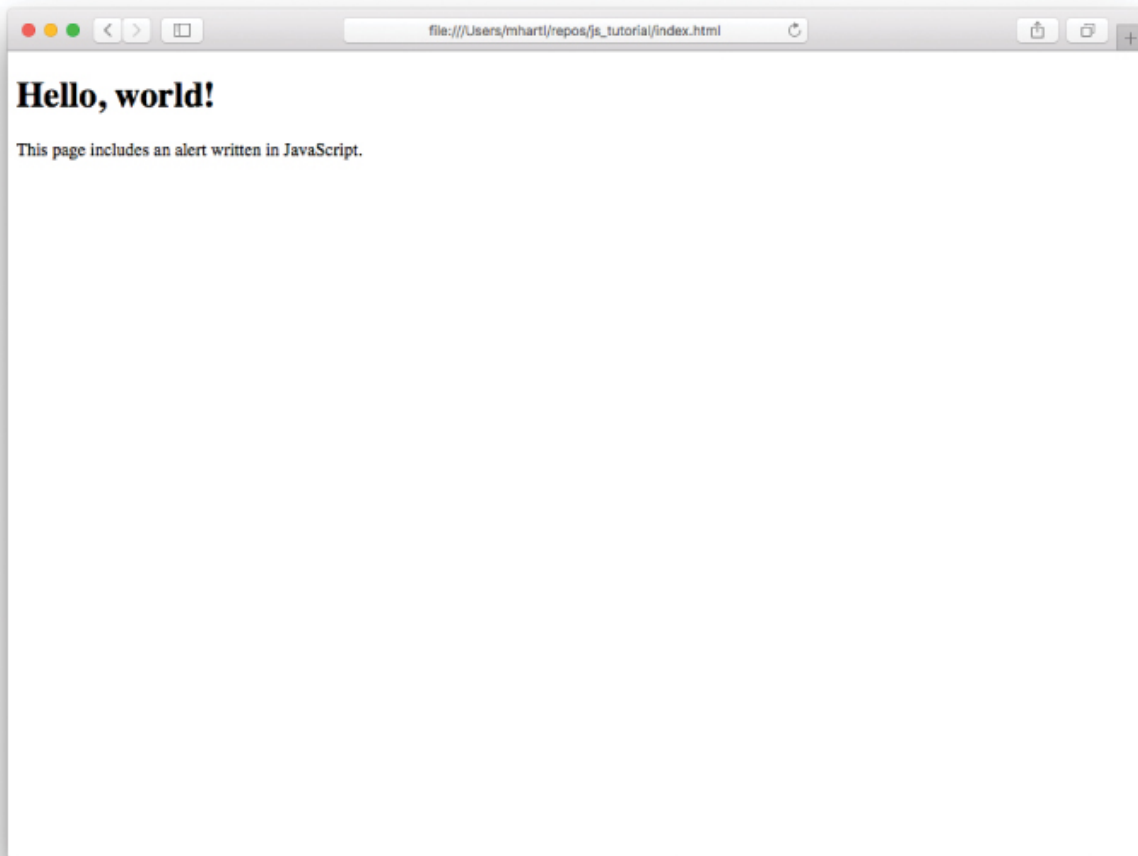 file:///Users/mhartl/repos/js_tutorial/index.html
Hello, world!
This page includes an alert written in JavaScript.